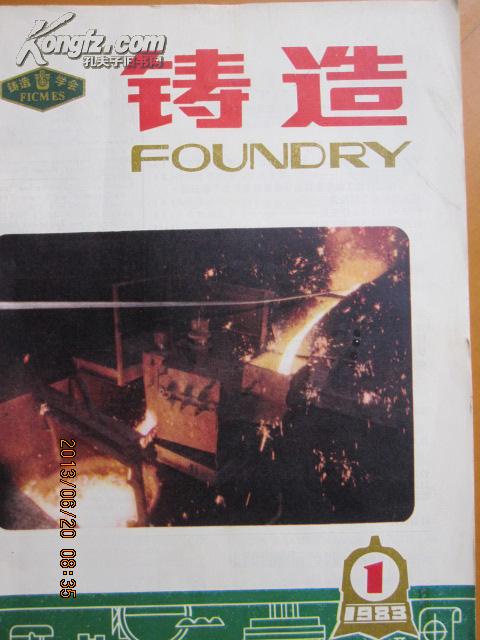 Kongfz.com
孔夫子旧书网
铸造学会
FICMES
铸造
FOUNDRY
2013/06/20 08:35
1
1983